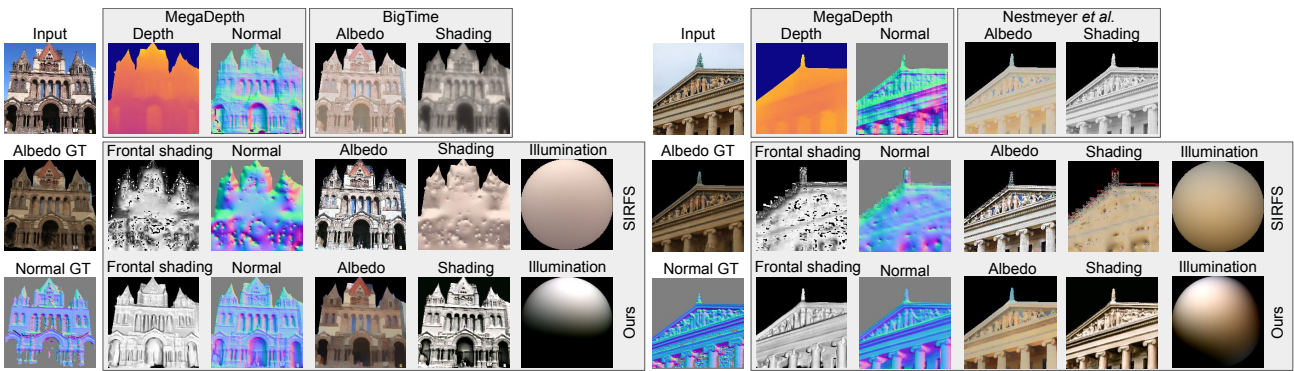 MegaDepth BigTime
Input Depth Normal Albedo Shading
Albedo GT Frontal shading Normal Albedo Shading Illumination
SIRFS
Normal GT Frontal shading Normal Albedo Shading Illumination
Ours
MegaDepth Nestmeyer et al.
Input Depth Normal Albedo Shading
Albedo GT Frontal shading Normal Albedo Shading Illumination
SIRFS
Normal GT Frontal shading Normal Albedo Shading Illumination
Ours